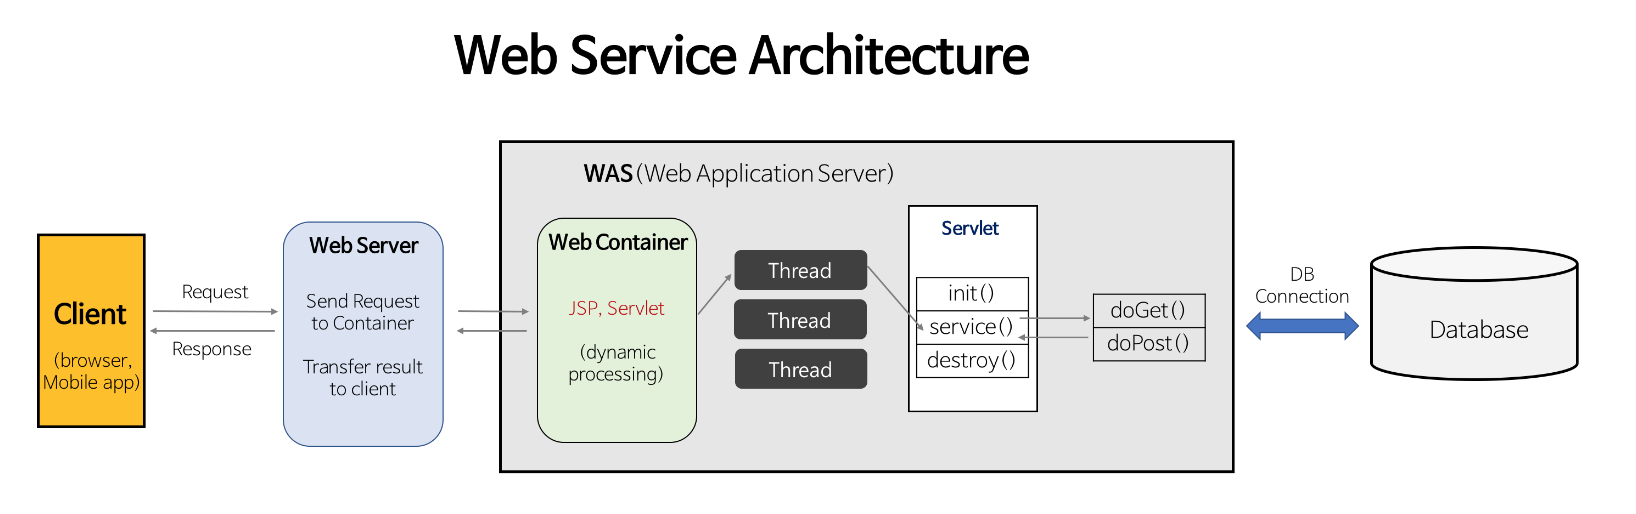 Web Service Architecture
WAS(Web Application Server)
Client
(browser,
Mobile app)
Request
Response
Web Server
Send Request
to Container
Transfer result
to client
Web Container
JSP, Servlet
(dynamic
processing)
Thread
Thread
Thread
Servlet
init()
service()
destroy()
doGet()
doPost()
DB
Connection
Database